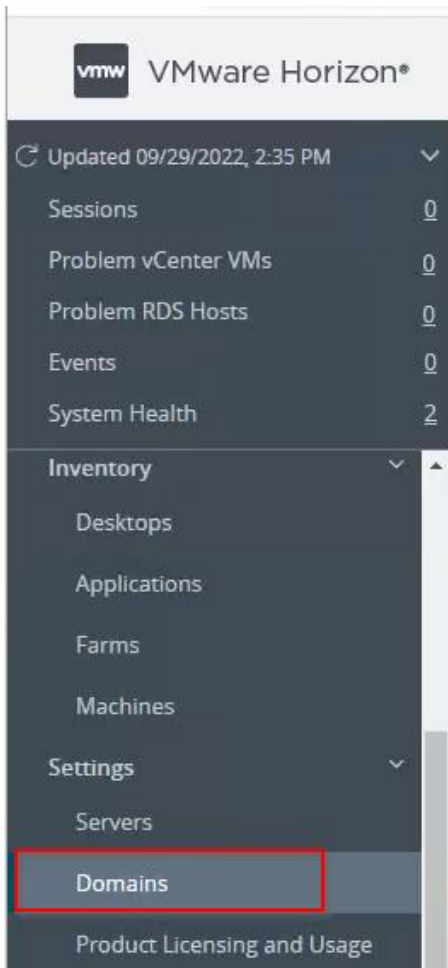 vmw VMware Horizon®
Updated 09/29/2022, 2:35 PM
Sessions 0
Problem vCenter VMs 0
Problem RDS Hosts 0
Events 0
System Health 2
Inventory
Desktops
Applications
Farms
Machines
Settings
Servers
Domains
Product Licensing and Usage